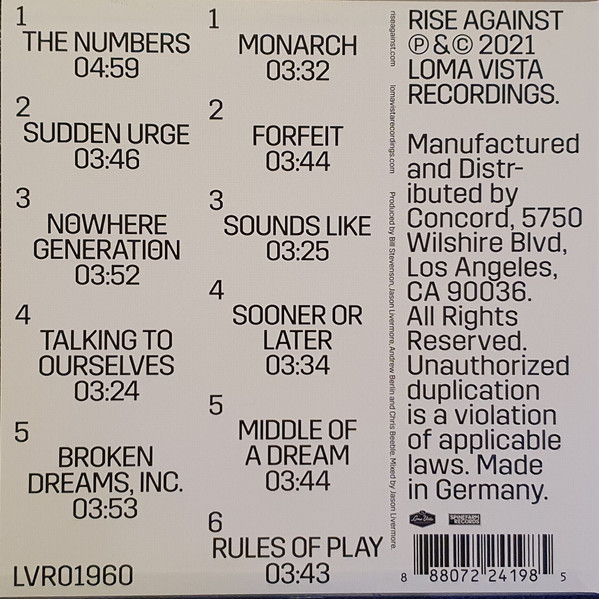 1
THE NUMBERS
04:59
2
SUDDEN URGE
03:46
3
NOWHERE
GENERATION
03:52
4
TALKING TO
OURSELVES
03:24
5
BROKEN
DREAMS, INC.
03:53
LVR01960
1
MONARCH
03:32
2
FORFEIT
03:44
3
SOUNDS LIKE
03:25
4
SOONER OR
LATER
03:34
5
MIDDLE OF
A DREAM
03:44
6
RULES OF PLAY
03:43
riseagainst.com lomavistarecordings.com Produced by Bill Stevenson, Jason Livermore, Andrew Berlin and Chris Beeble. Mixed by Jason Livermore.
RISE AGAINST
Ⓟ & © 2021
LOMA VISTA
RECORDINGS.
Manufactured
and Distr-
ibuted by
Concord, 5750
Wilshire Blvd,
Los Angeles,
CA 90036.
All Rights
Reserved.
Unauthorized
duplication
is a violation
of applicable
laws. Made
in Germany.
Loma Vista
SPINEFARM
RECORDS
8 88072 24198 5